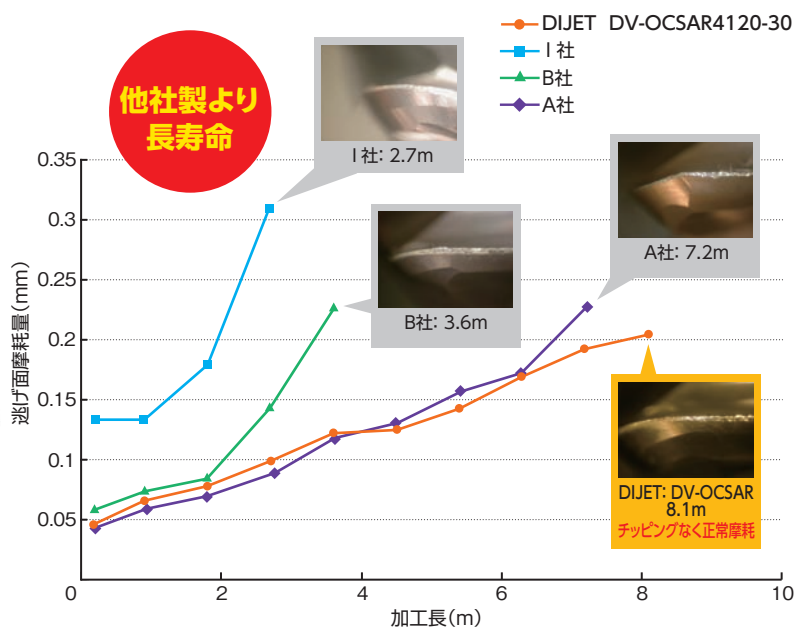 DIJET DV-OCSAR4120-30
I 社
B社
A社
他社製より
長寿命
I 社: 2.7m
A社: 7.2m
B社: 3.6m
DIJET: DV-OCSAR
8.1m
チッピングなく正常摩耗
逃げ面摩耗量(mm)
0.35
0.3
0.25
0.2
0.15
0.1
0.05
0
2
4
6
8
10
加工長(m)